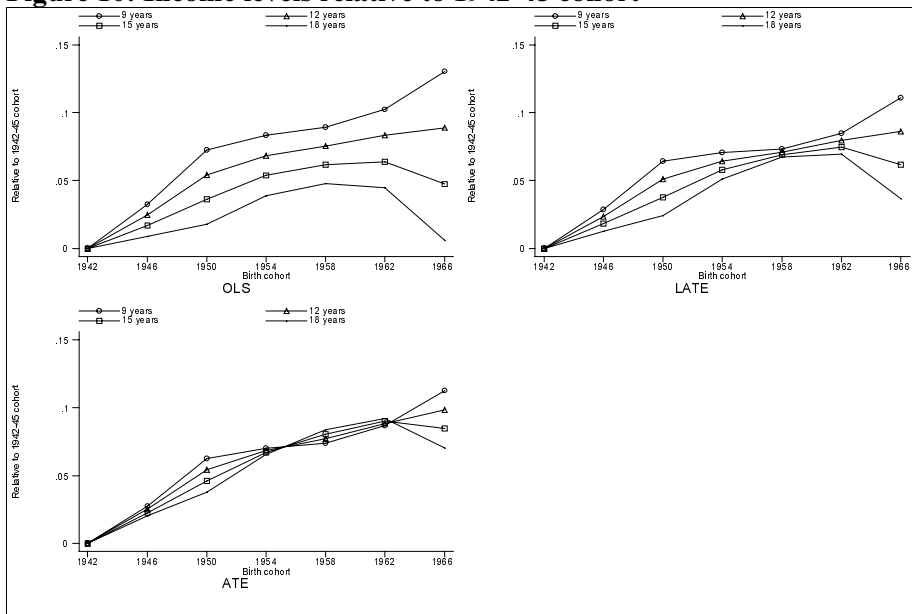 Figure 10: Income levels relative to 1942-45 cohort
9 years 12 years
15 years 18 years
.15
.1
.05
0
Relative to 1942-45 cohort
1942 1946 1950 1954 1958 1962 1966
Birth cohort
OLS
9 years 12 years
15 years 18 years
.15
.1
.05
0
Relative to 1942-45 cohort
1942 1946 1950 1954 1958 1962 1966
Birth cohort
LATE
9 years 12 years
15 years 18 years
.15
.1
.05
0
Relative to 1942-45 cohort
1942 1946 1950 1954 1958 1962 1966
Birth cohort
ATE